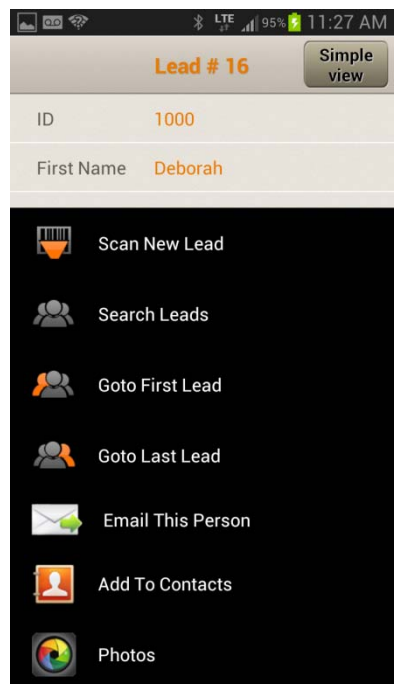 LTE 95% 11:27 AM
Lead # 16
Simple
view
ID 1000
First Name Deborah
Scan New Lead
Search Leads
Goto First Lead
Goto Last Lead
Email This Person
Add To Contacts
Photos